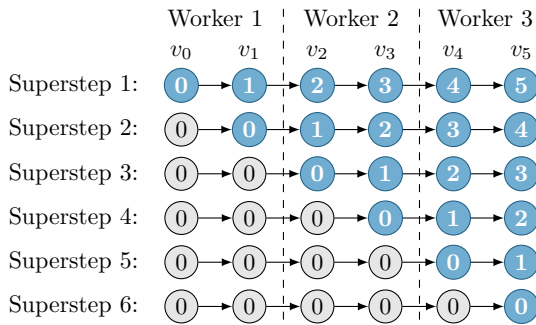 Worker 1 Worker 2 Worker 3
v0 v1 v2 v3 v4 v5
Superstep 1: 0 1 2 3 4 5
Superstep 2: 0 0 1 2 3 4
Superstep 3: 0 0 0 1 2 3
Superstep 4: 0 0 0 0 1 2
Superstep 5: 0 0 0 0 0 1
Superstep 6: 0 0 0 0 0 0